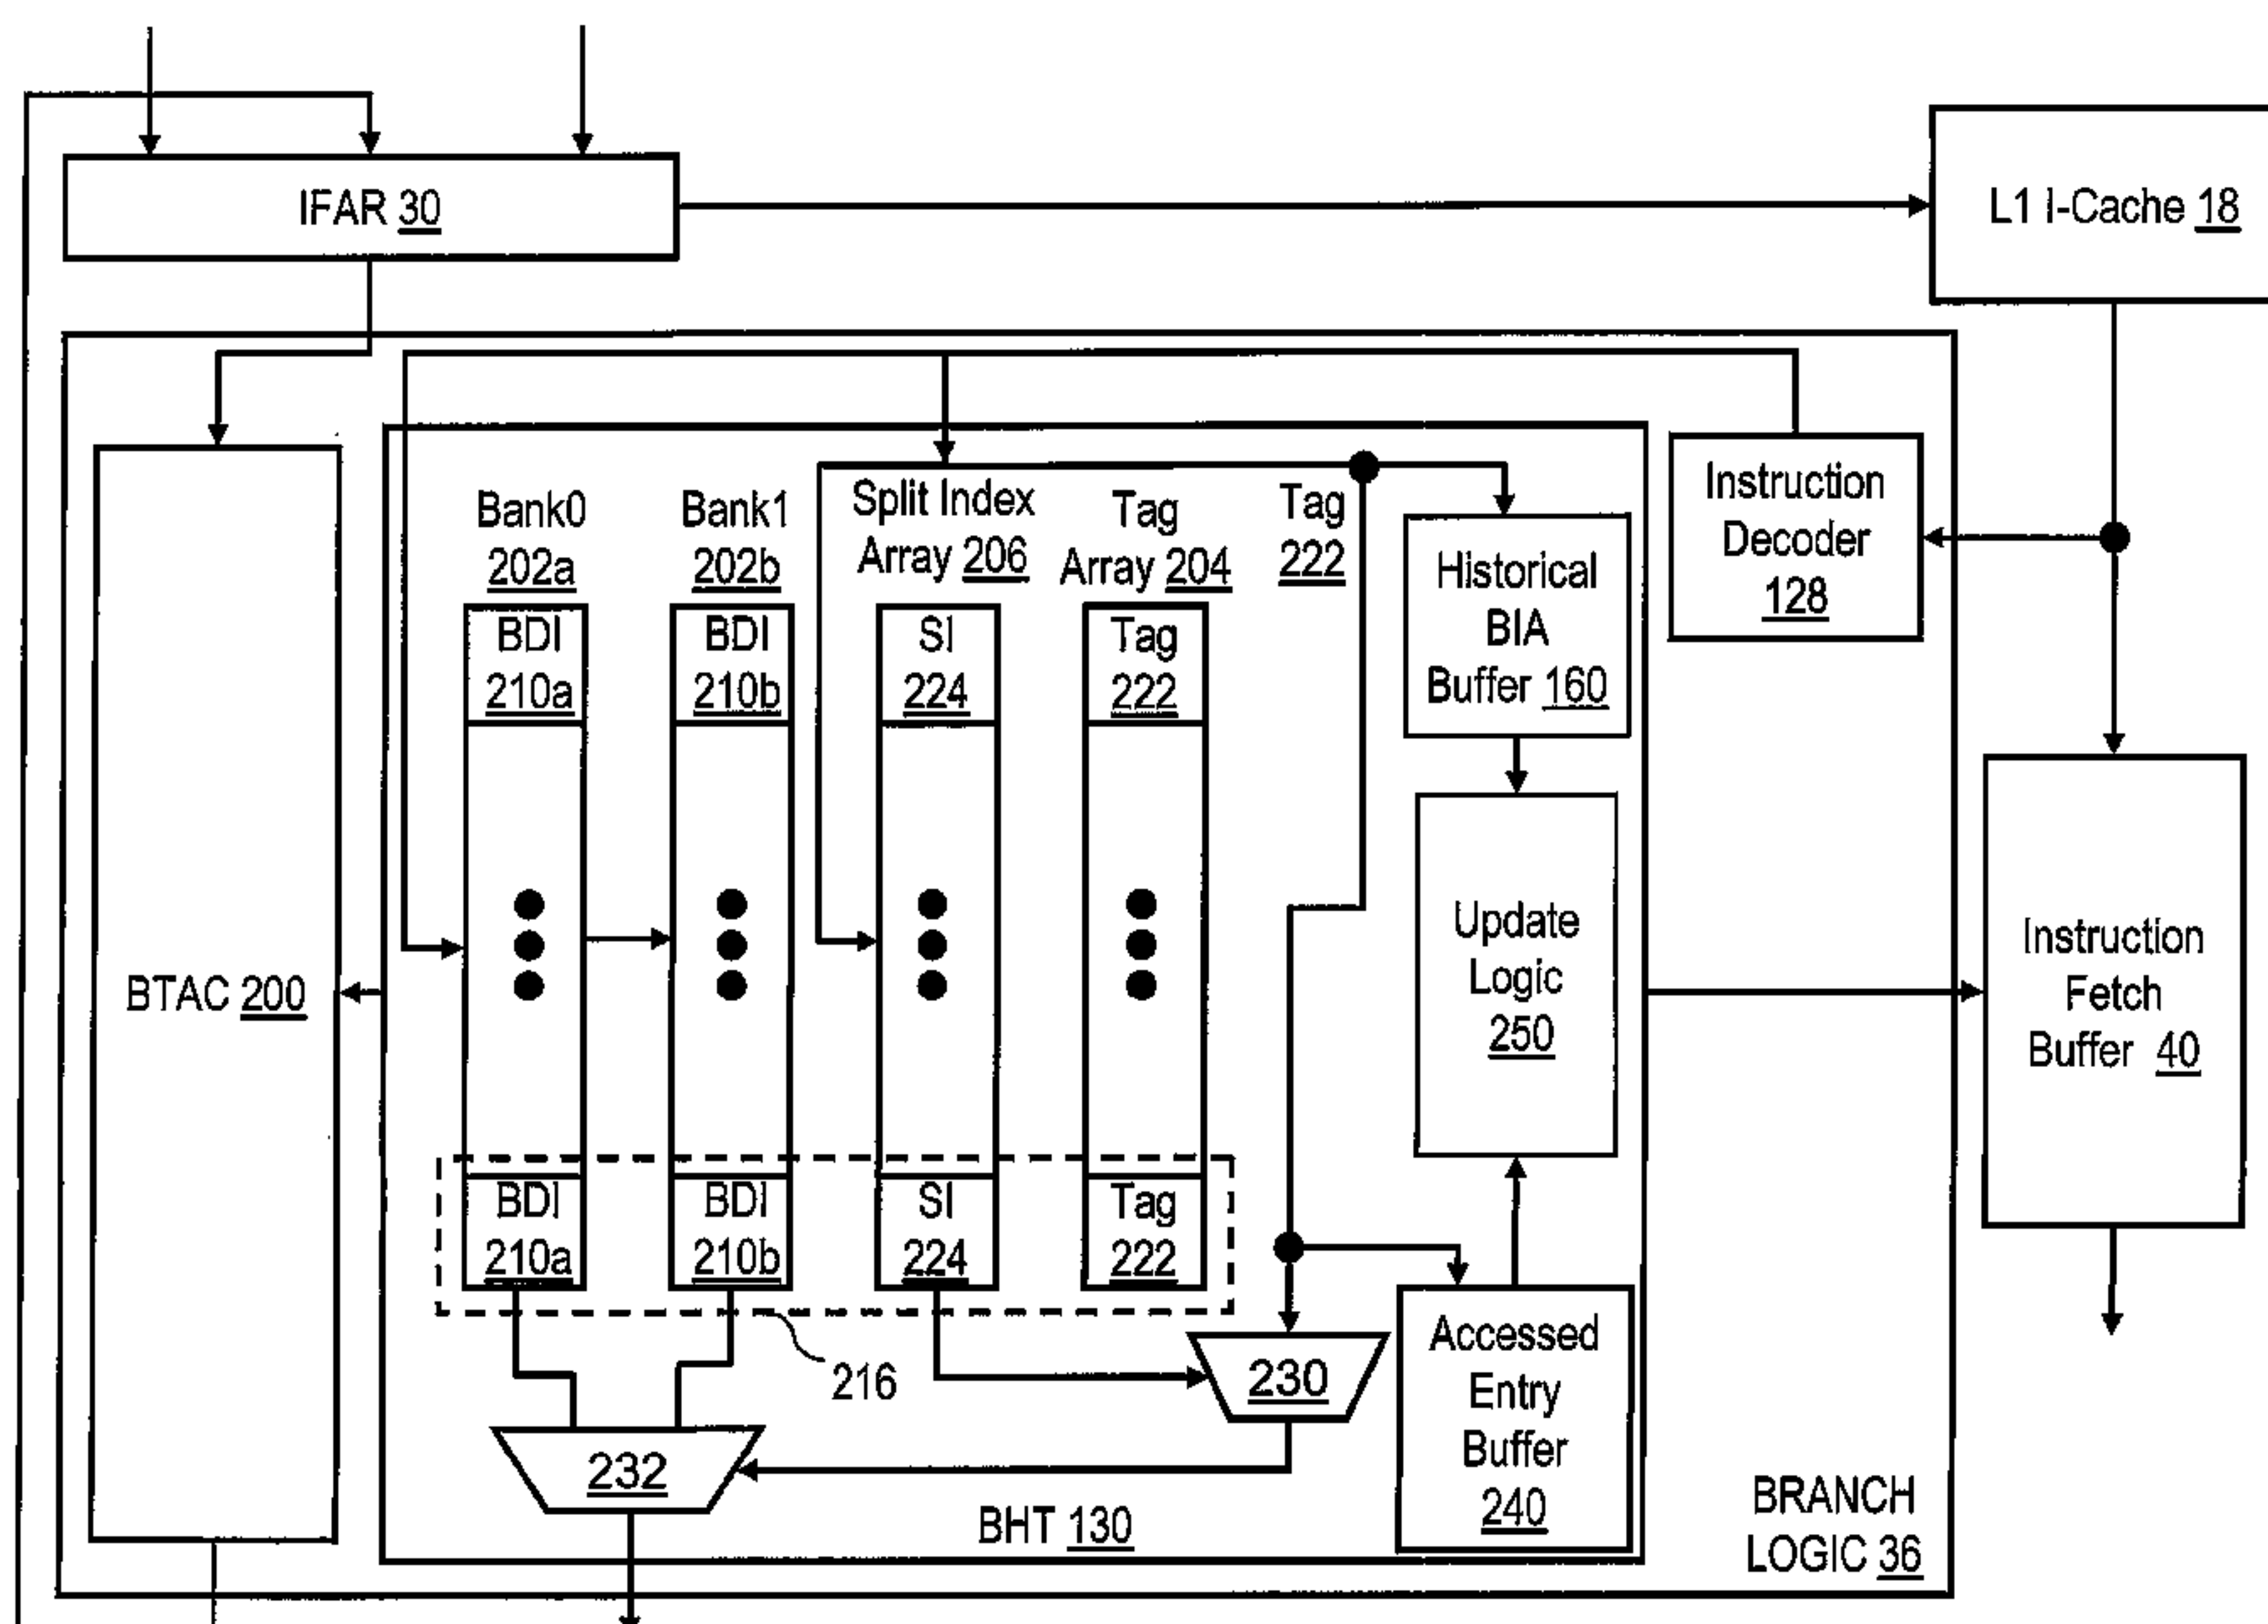 IFAR 30
L1 I-Cache 18
Bank0
202a
Bank1
202b
Split Index
Array 206
Tag
Array 204
Tag
222
Historical
BIA
Buffer 160
Instruction
Decoder
128
BDI
210a
BDI
210b
SI
224
Tag
222
BTAC 200
Update
Logic
250
Instruction
Fetch
Buffer 40
BDI
210a
BDI
210b
SI
224
Tag
222
216
230
232
Accessed
Entry
Buffer
240
BHT 130
BRANCH
LOGIC 36